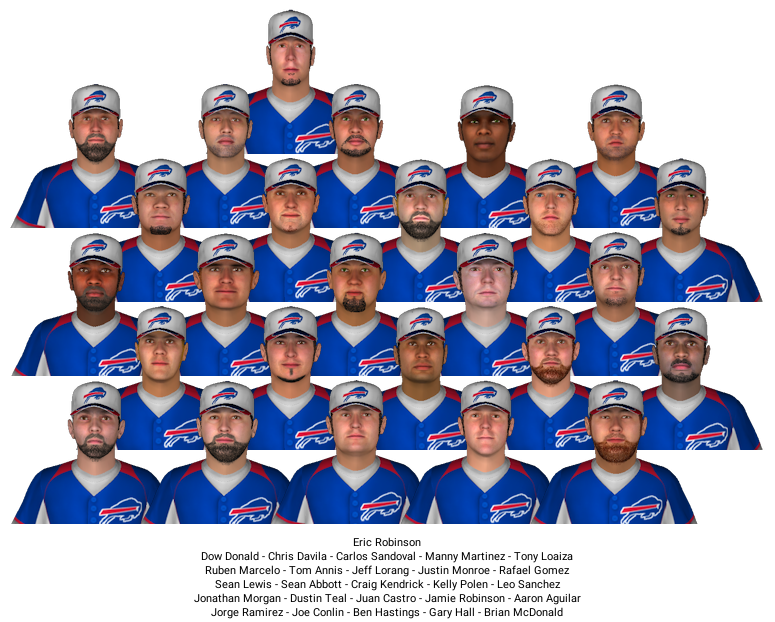 Eric Robinson
Dow Donald - Chris Davila - Carlos Sandoval - Manny Martinez - Tony Loaiza
Ruben Marcelo - Tom Annis - Jeff Lorang - Justin Monroe - Rafael Gomez
Sean Lewis - Sean Abbott - Craig Kendrick - Kelly Polen - Leo Sanchez
Jonathan Morgan - Dustin Teal - Juan Castro - Jamie Robinson - Aaron Aguilar
Jorge Ramirez - Joe Conlin - Ben Hastings - Gary Hall - Brian McDonald